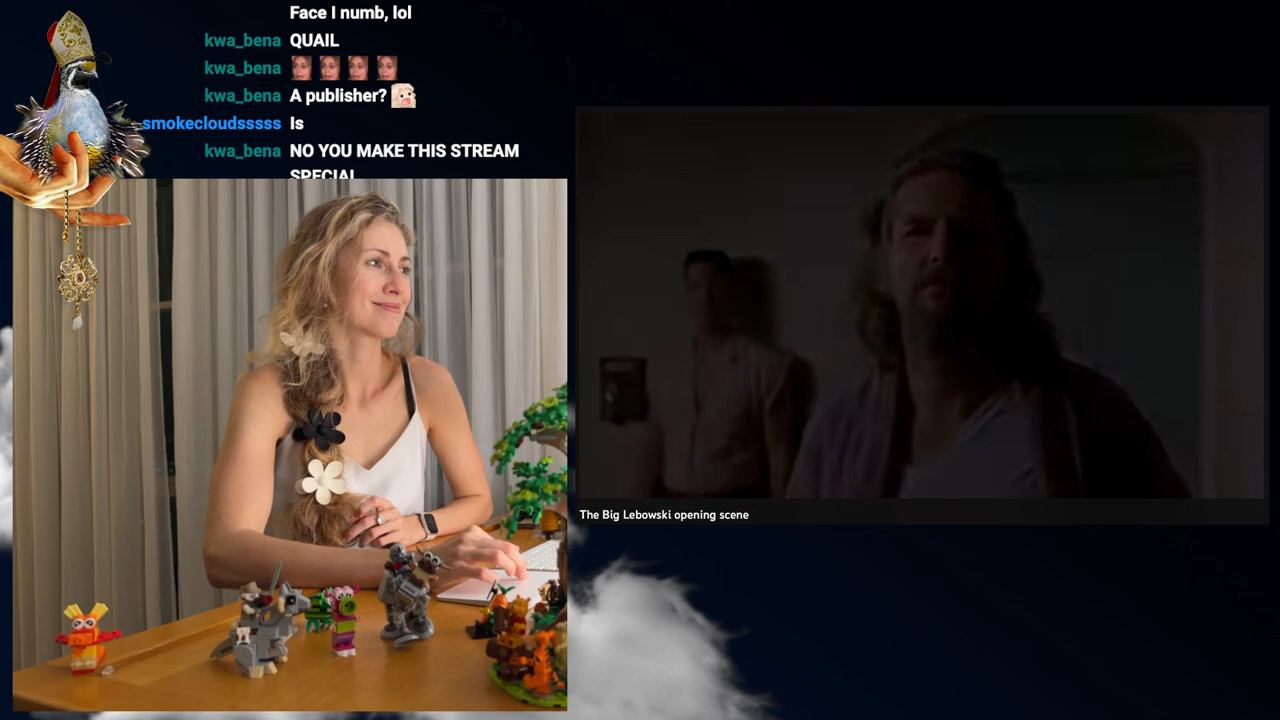 Face I numb, lol
kwa_bena QUAIL
kwa_bena
kwa_bena A publisher?
smokecloudsssss Is
kwa_bena NO YOU MAKE THIS STREAM
SPECIAL
The Big Lebowski opening scene